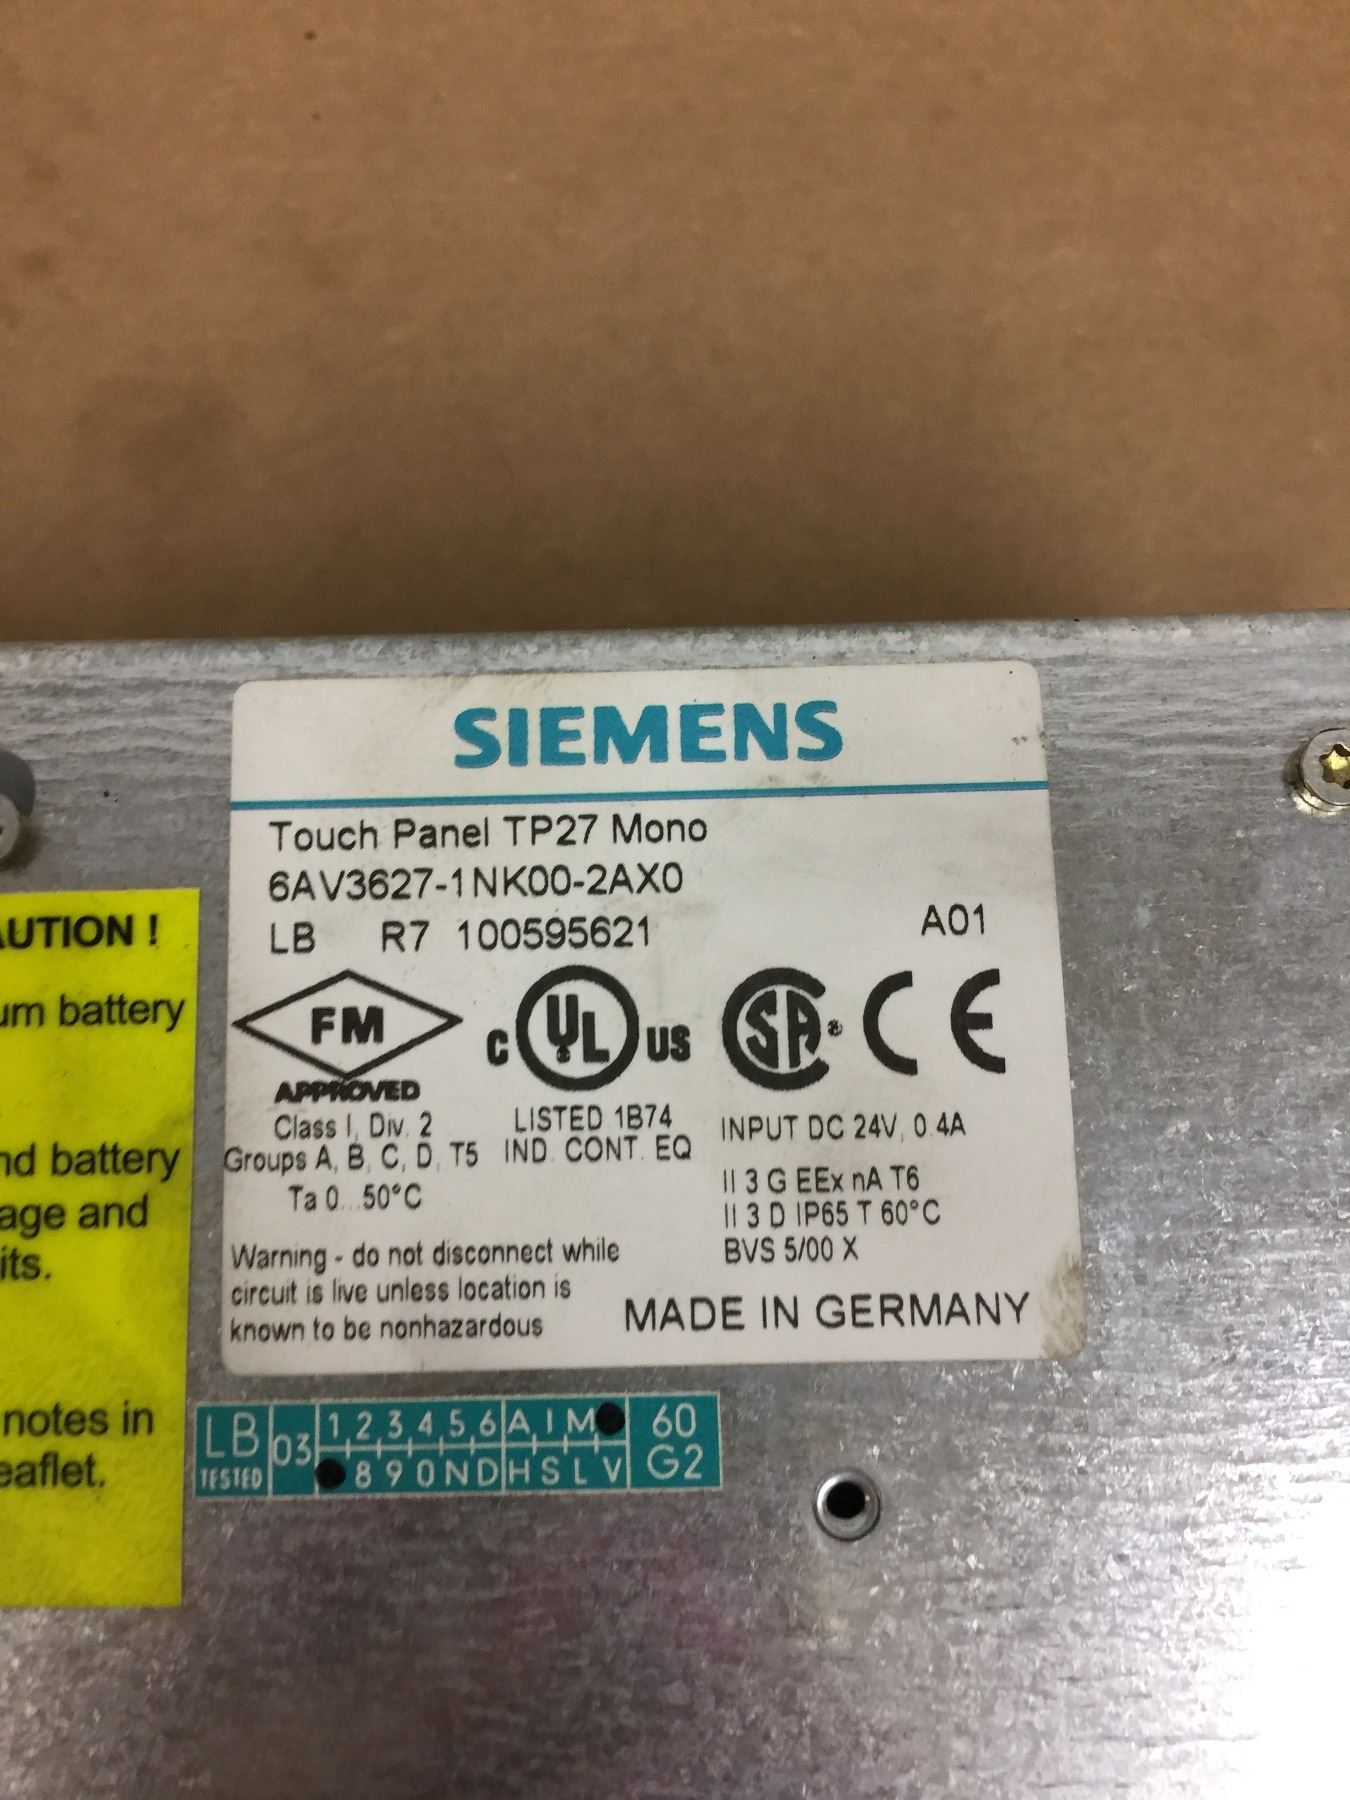 SIEMENS
Touch Panel TP27 Mono
6AV3627-1NK00-2AX0
LB R7 100595621 A01
FM
APPROVED
Class I, Div. 2
Groups A, B, C, D, T5
Ta 0...50°C
C UL US
LISTED 1B74
IND. CONT. EQ
SA® CE
INPUT DC 24V, 0.4A
II 3 G EEx nA T6
II 3 D IP65 T 60°C
BVS 5/00 X
Warning - do not disconnect while
circuit is live unless location is
known to be nonhazardous
MADE IN GERMANY
AUTION !
um battery
nd battery
age and
its.
notes in
eaflet.
LB
TESTED
03
1 2 3 4 5 6 A I M
8 9 0 N D H S L V
60
G2